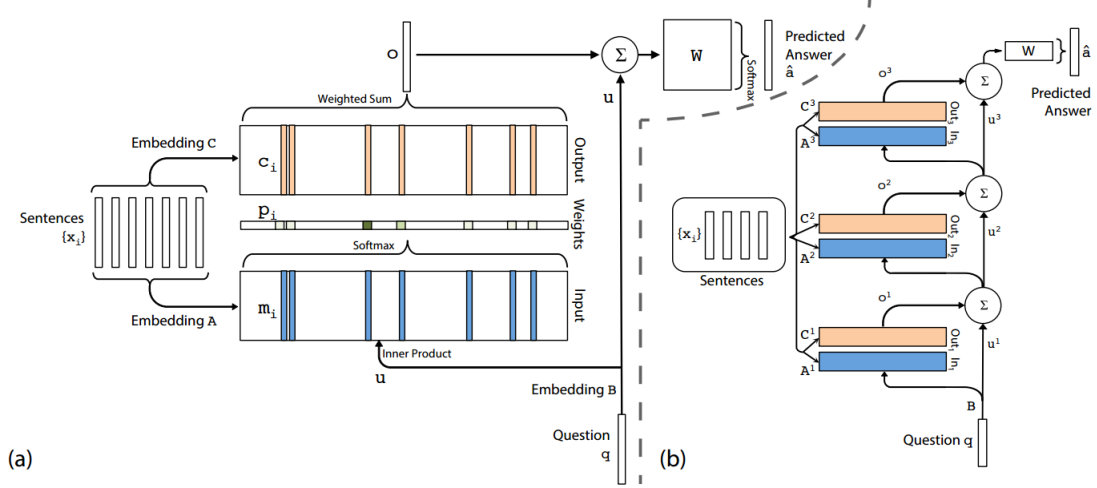 O
Σ
W
Softmax
Predicted
Answer
â
u
Weighted Sum
Embedding C
c_i
Output
Sentences
{x_i}
p_i
Weights
Softmax
Embedding A
m_i
Input
Inner Product
u
Embedding B
Question
q
(a)
W
â
Predicted
Answer
Σ
o³
u³
C³
Out₃
A³
In₃
o²
Σ
u²
C²
Out₂
A²
In₂
{x_i}
Sentences
o¹
Σ
u¹
C¹
Out₁
A¹
In₁
B
Question q
(b)